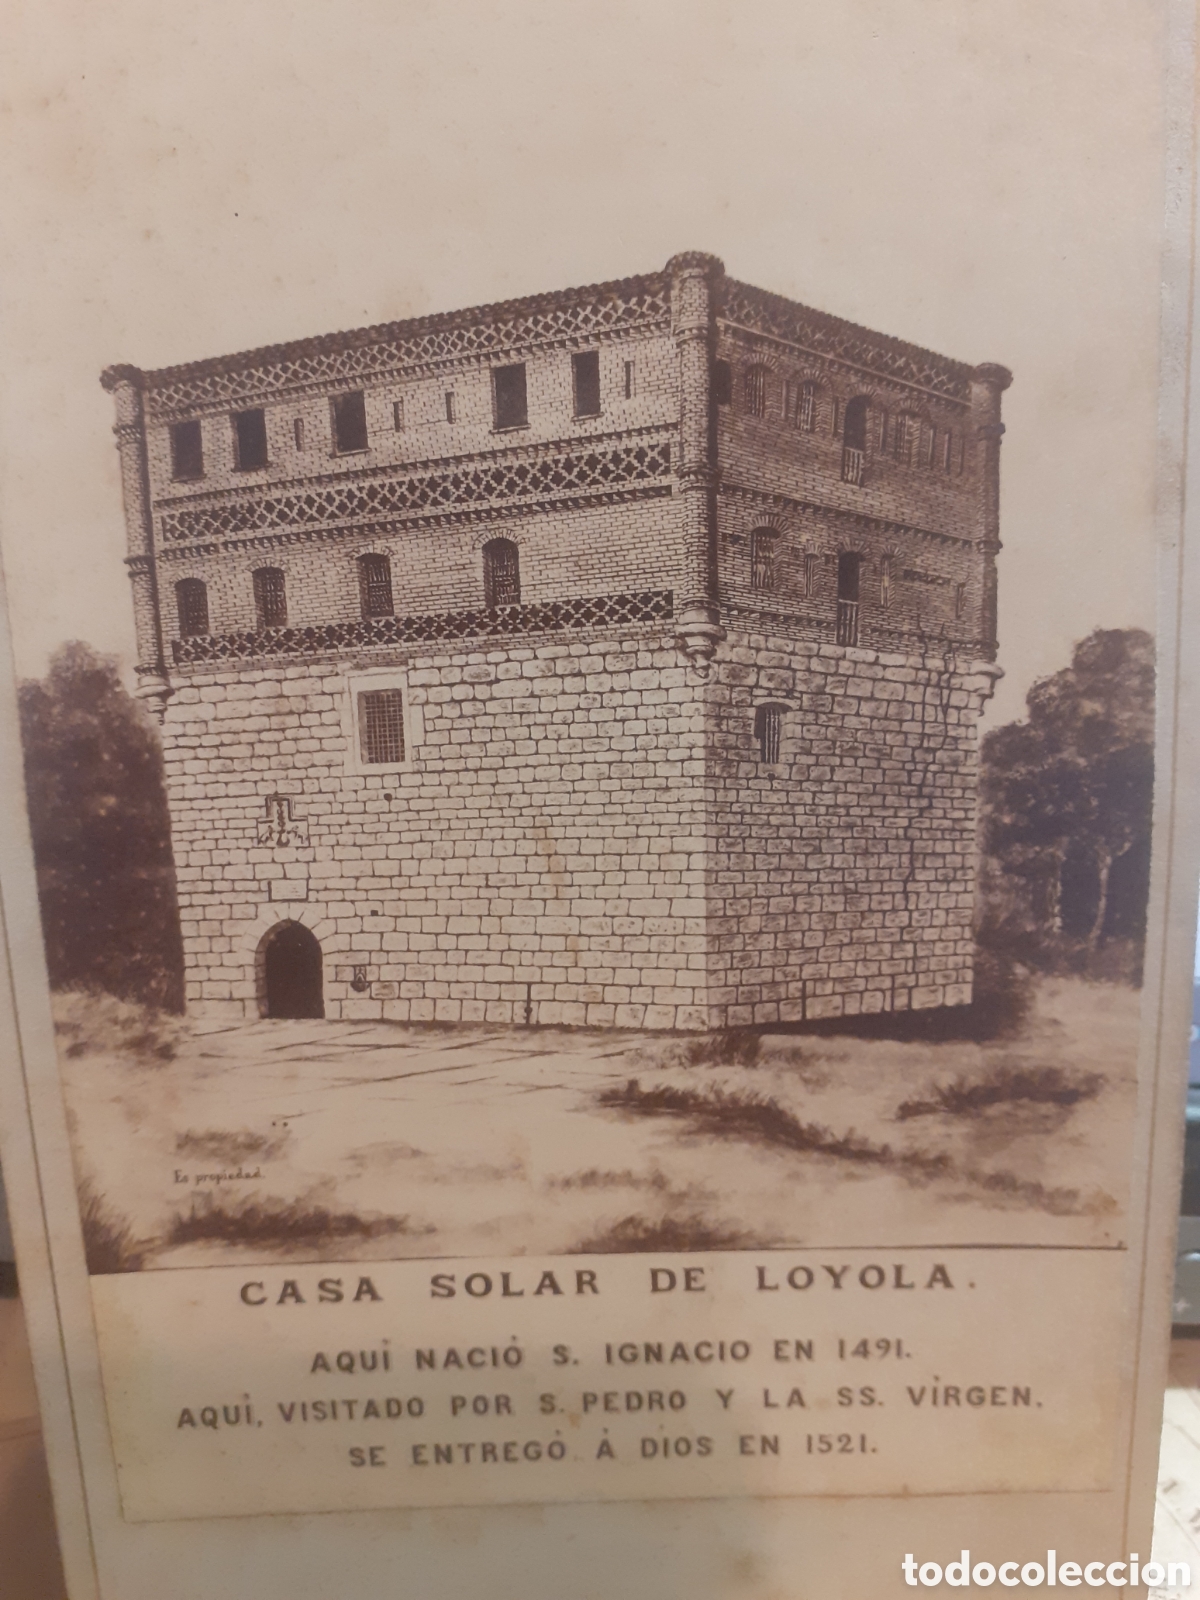 Es propiedad.
CASA SOLAR DE LOYOLA.
AQUÍ NACIÓ S. IGNACIO EN 1491.
AQUÍ, VISITADO POR S. PEDRO Y LA SS. VÍRGEN.
SE ENTREGÓ Á DIOS EN 1521.
todocoleccion